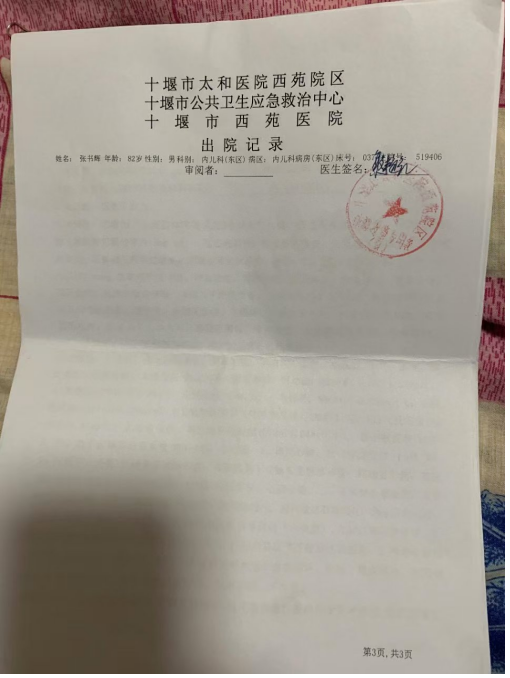 十堰市太和医院西苑院区
十堰市公共卫生应急救治中心
十堰市西苑医院
出院记录
姓名: 张书辉 年龄: 82岁 性别: 男 科别: 内儿科(东区) 病区: 内儿科病房(东区) 床号: 037 519406
审阅者: 医生签名:
第3页,共3页